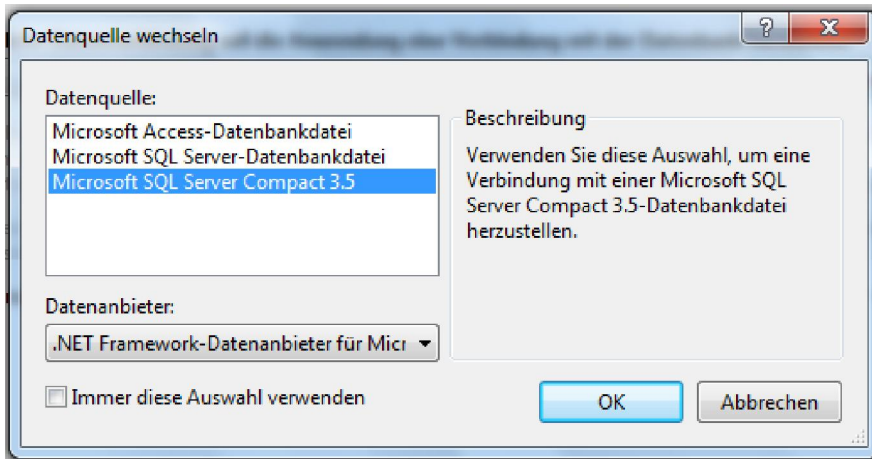 Datenquelle wechseln
Datenquelle:
Microsoft Access-Datenbankdatei
Microsoft SQL Server-Datenbankdatei
Microsoft SQL Server Compact 3.5
Beschreibung
Verwenden Sie diese Auswahl, um eine
Verbindung mit einer Microsoft SQL
Server Compact 3.5-Datenbankdatei
herzustellen.
Datenanbieter:
.NET Framework-Datenanbieter für Micr
Immer diese Auswahl verwenden
OK
Abbrechen